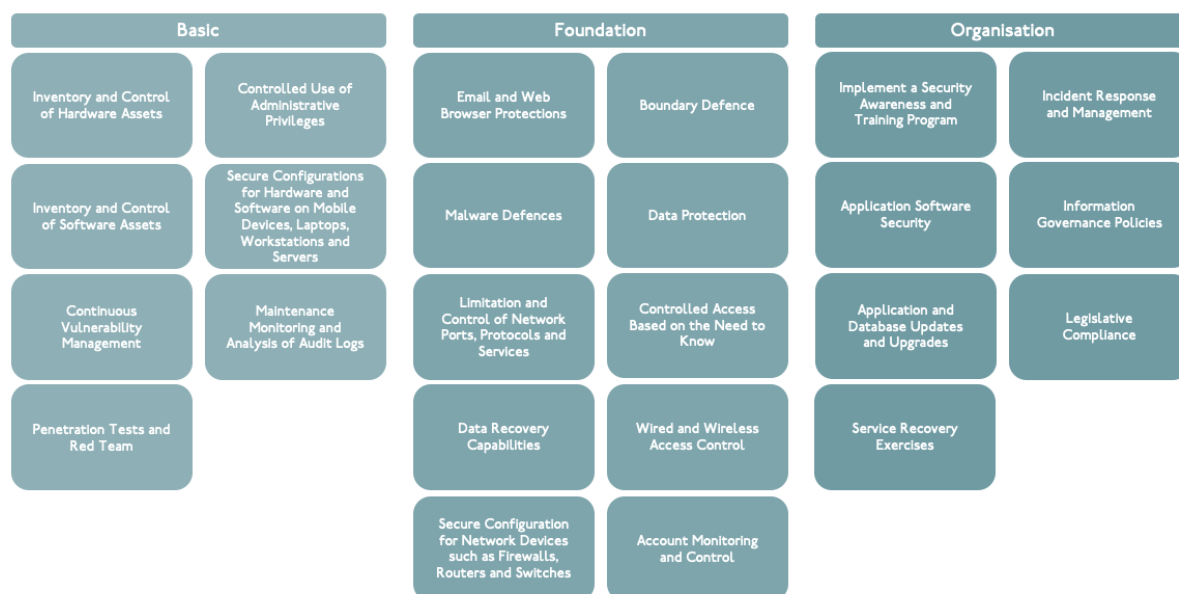 Basic
Inventory and Control
of Hardware Assets
Controlled Use of
Administrative
Privileges
Inventory and Control
of Software Assets
Secure Configurations
for Hardware and
Software on Mobile
Devices, Laptops,
Workstations and
Servers
Continuous
Vulnerability
Management
Maintenance
Monitoring and
Analysis of Audit Logs
Penetration Tests and
Red Team
Foundation
Email and Web
Browser Protections
Boundary Defence
Malware Defences
Data Protection
Limitation and
Control of Network
Ports, Protocols and
Services
Controlled Access
Based on the Need to
Know
Data Recovery
Capabilities
Wired and Wireless
Access Control
Secure Configuration
for Network Devices
such as Firewalls,
Routers and Switches
Account Monitoring
and Control
Organisation
Implement a Security
Awareness and
Training Program
Incident Response
and Management
Application Software
Security
Information
Governance Policies
Application and
Database Updates
and Upgrades
Legislative
Compliance
Service Recovery
Exercises